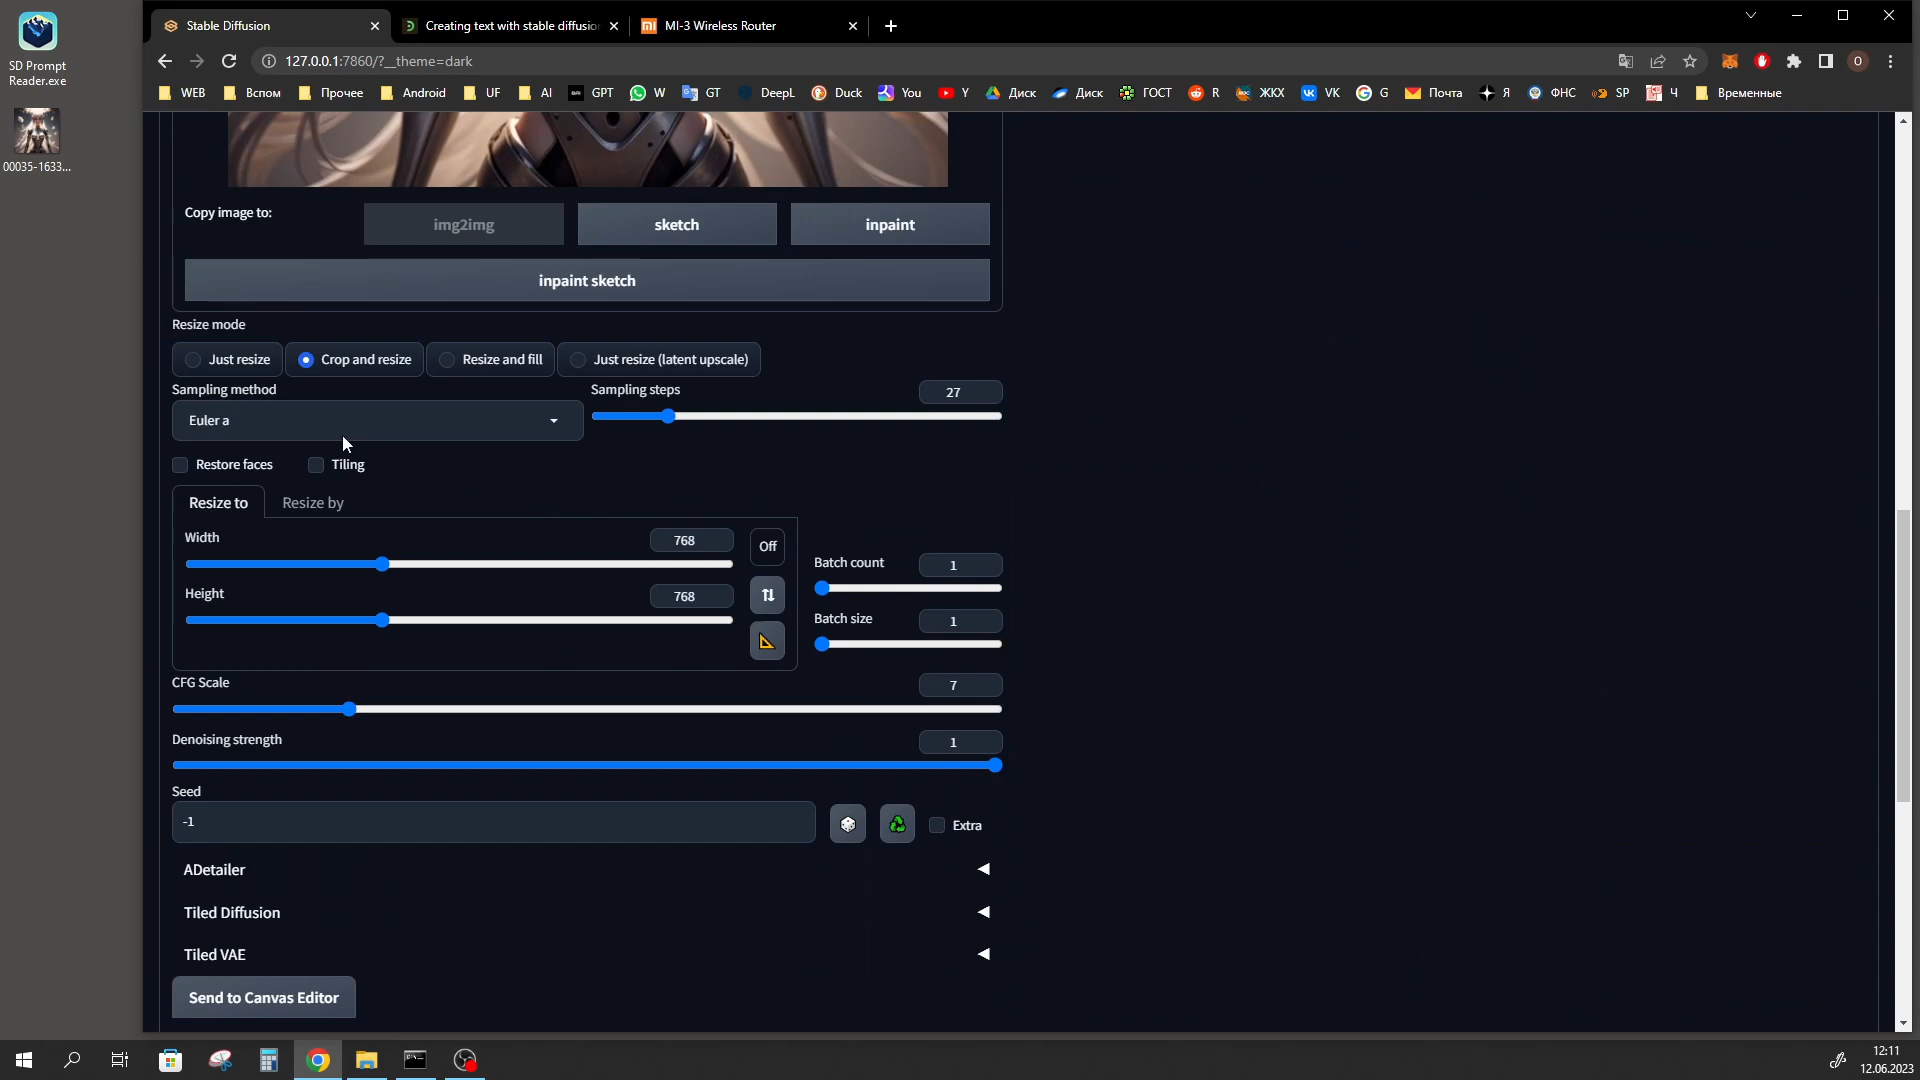 SD Prompt
Reader.exe
00035-1633...
Stable Diffusion
Creating text with stable diffusion
MI-3 Wireless Router
127.0.0.1:7860/?__theme=dark
O
WEB
Вспом
Прочее
Android
UF
AI
GPT
W
GT
DeepL
Duck
You
Y
Диск
Диск
ГОСТ
R
ЖКХ
VK
G
Почта
Я
ФНС
SP
Ч
Временные
Copy image to:
img2img
sketch
inpaint
inpaint sketch
Resize mode
Just resize
Crop and resize
Resize and fill
Just resize (latent upscale)
Sampling method
Sampling steps
27
Euler a
Restore faces
Tiling
Resize to
Resize by
Width
768
Off
Height
768
Batch count
1
Batch size
1
CFG Scale
7
Denoising strength
1
Seed
-1
Extra
ADetailer
Tiled Diffusion
Tiled VAE
Send to Canvas Editor
12:11
12.06.2023